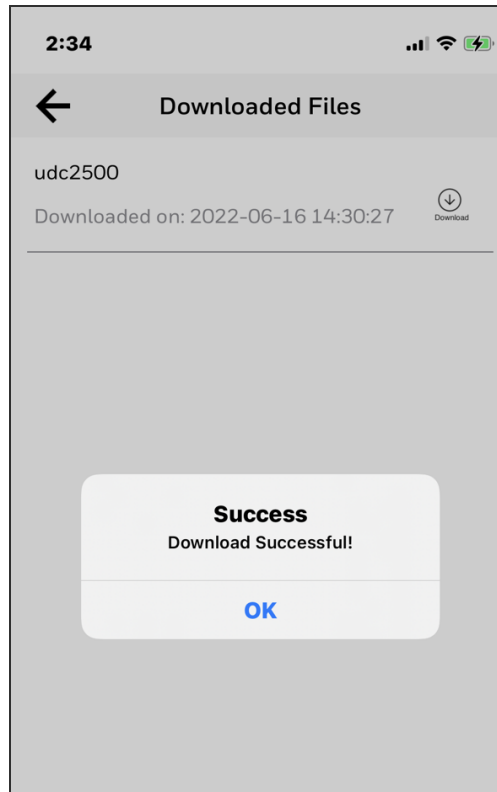 2:34
Downloaded Files
udc2500
Downloaded on: 2022-06-16 14:30:27
Download
Success
Download Successful!
OK